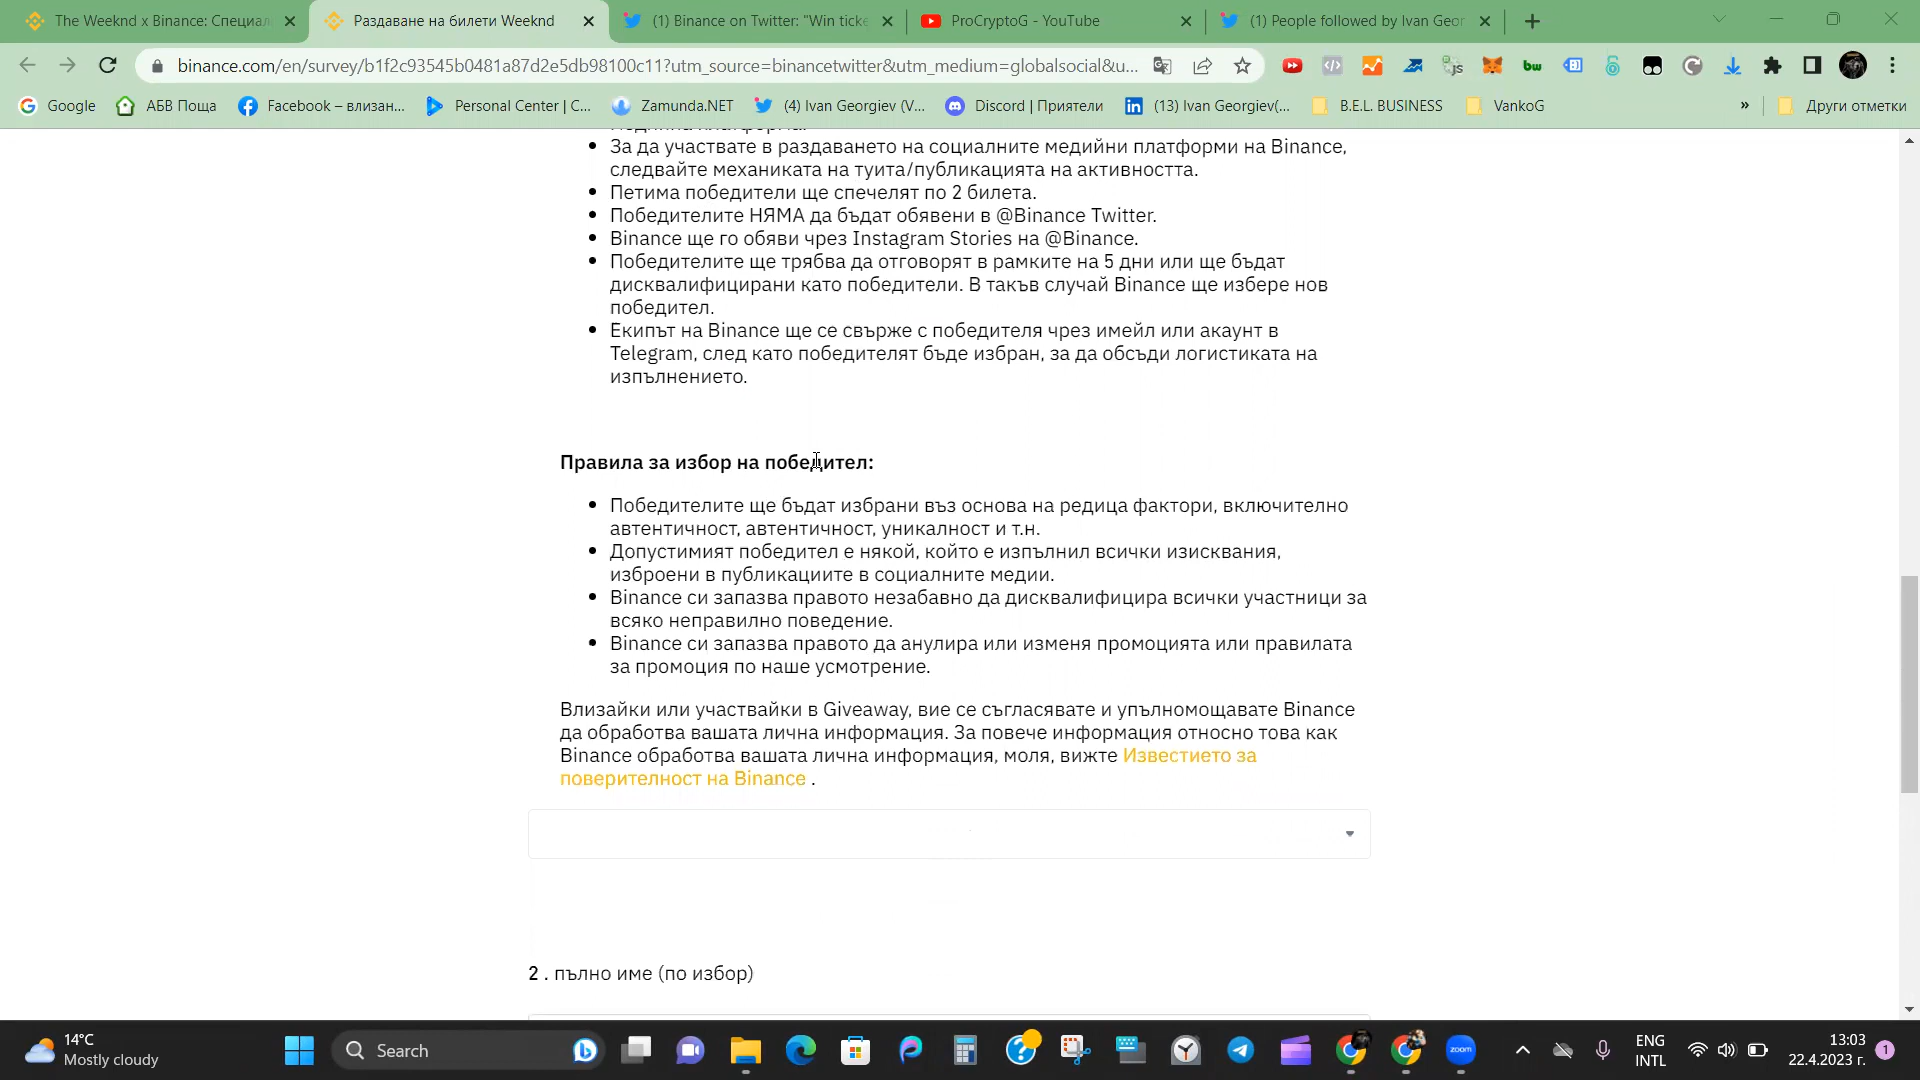 The Weeknd x Binance: Специал
Раздаване на билети Weeknd
(1) Binance on Twitter: "Win ticke
ProCryptoG - YouTube
(1) People followed by Ivan Geor
binance.com/en/survey/b1f2c93545b0481a87d2e5db98100c11?utm_source=binancetwitter&utm_medium=globalsocial&u...
Google
АБВ Поща
Facebook – влизан...
Personal Center | C...
Zamunda.NET
(4) Ivan Georgiev (V...
Discord | Приятели
(13) Ivan Georgiev(...
B.E.L. BUSINESS
VankoG
»
Други отметки
За да участвате в раздаването на социалните медийни платформи на Binance,
следвайте механиката на туита/публикацията на активността.
Петима победители ще спечелят по 2 билета.
Победителите НЯМА да бъдат обявени в @Binance Twitter.
Binance ще го обяви чрез Instagram Stories на @Binance.
Победителите ще трябва да отговорят в рамките на 5 дни или ще бъдат
дисквалифицирани като победители. В такъв случай Binance ще избере нов
победител.
Екипът на Binance ще се свърже с победителя чрез имейл или акаунт в
Telegram, след като победителят бъде избран, за да обсъди логистиката на
изпълнението.
Правила за избор на победител:
Победителите ще бъдат избрани въз основа на редица фактори, включително
автентичност, автентичност, уникалност и т.н.
Допустимият победител е някой, който е изпълнил всички изисквания,
изброени в публикациите в социалните медии.
Binance си запазва правото незабавно да дисквалифицира всички участници за
всяко неправилно поведение.
Binance си запазва правото да анулира или изменя промоцията или правилата
за промоция по наше усмотрение.
Влизайки или участвайки в Giveaway, вие се съгласявате и упълномощавате Binance
да обработва вашата лична информация. За повече информация относно това как
Binance обработва вашата лична информация, моля, вижте Известието за
поверителност на Binance .
2 . пълно име (по избор)
14°C
Mostly cloudy
Search
zoom
ENG
INTL
13:03
22.4.2023 г.
1